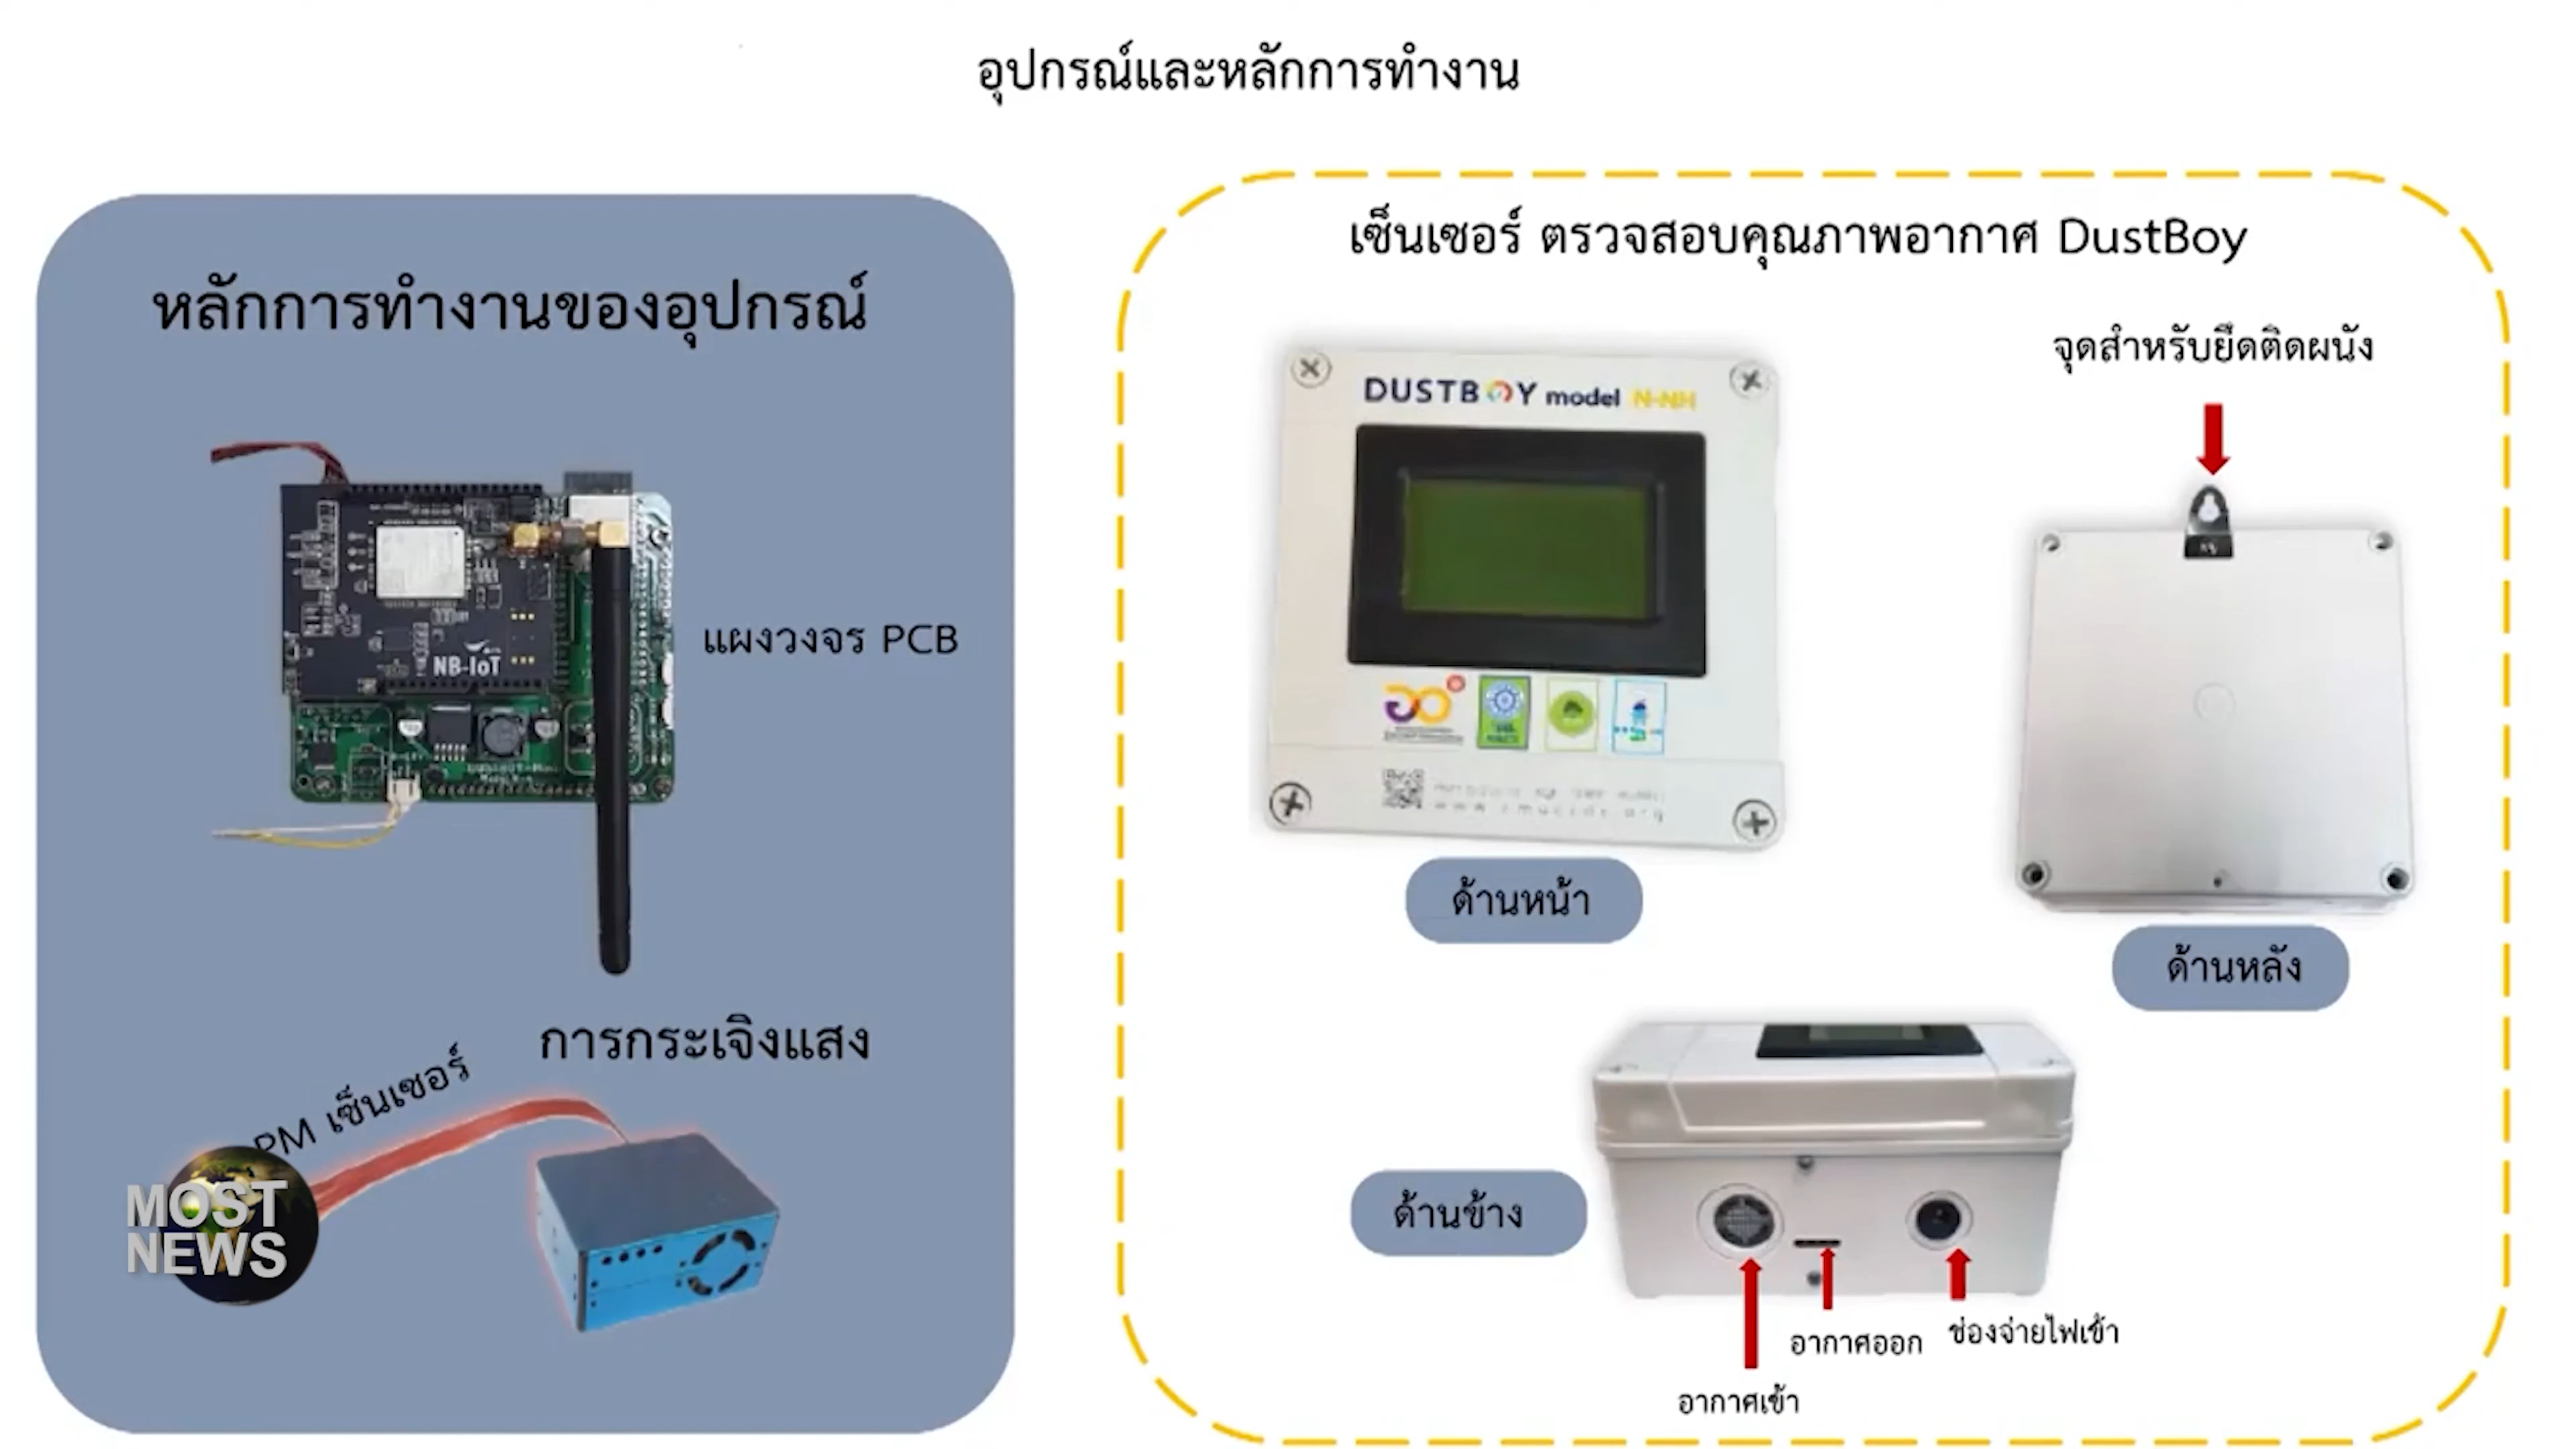 อุปกรณ์และหลักการทำงาน
หลักการทำงานของอุปกรณ์
NB-IoT
แผงวงจร PCB
การกระเจิงแสง
PM เซ็นเซอร์
MOST
NEWS
เซ็นเซอร์ ตรวจสอบคุณภาพอากาศ DustBoy
จุดสำหรับยึดติดผนัง
DUSTBOY model N-NH
ด้านหน้า
ด้านหลัง
ด้านข้าง
อากาศออก
ช่องจ่ายไฟเข้า
อากาศเข้า